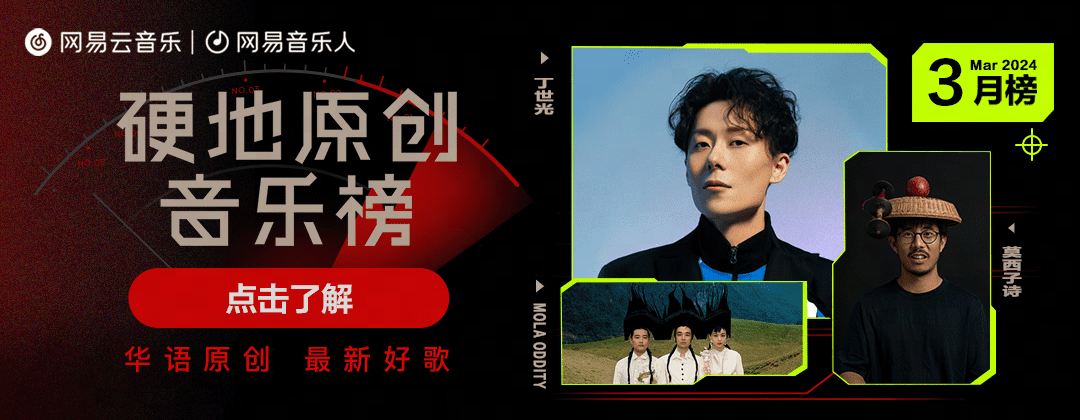 网易云音乐 | 网易音乐人
硬地原创
音乐榜
点击了解
华语原创 最新好歌
丁世光
MOLA ODDITY
3月榜
Mar 2024
莫西子诗